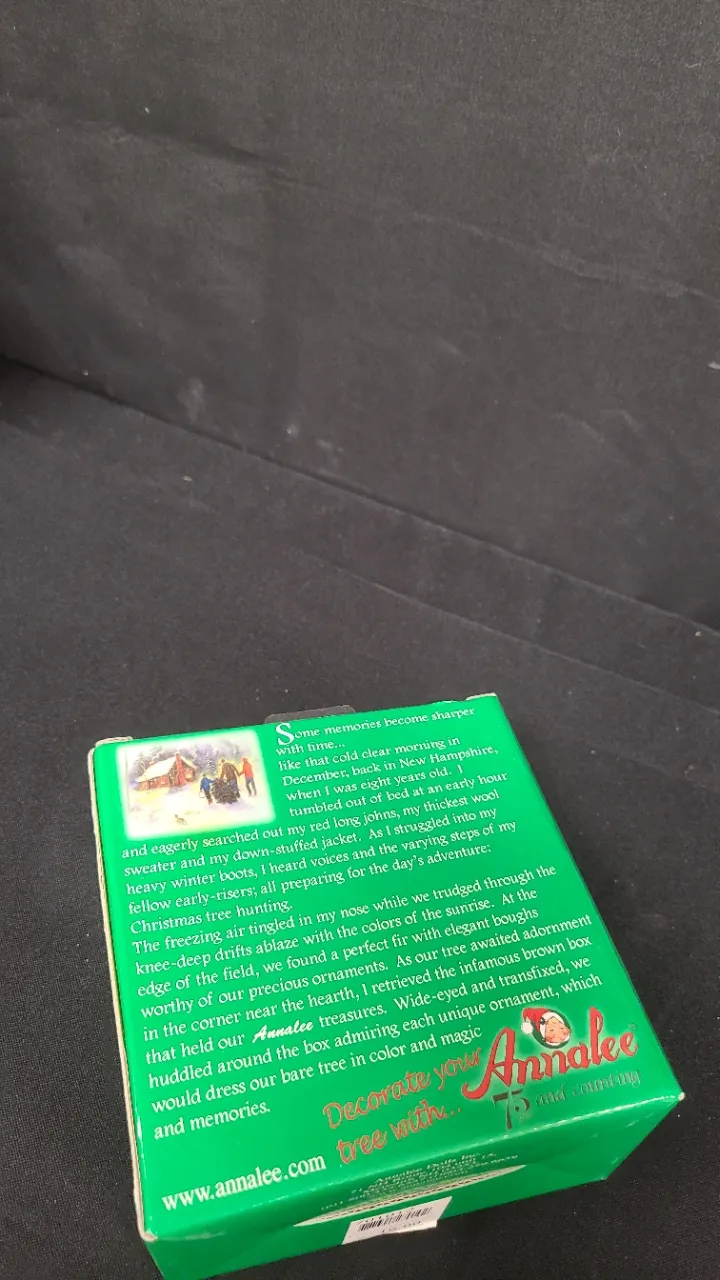 Some memories become sharper
with time...
like that cold clear morning in
December, back in New Hampshire,
when I was eight years old. I
tumbled out of bed at an early hour
and eagerly searched out my red long johns, my thickest wool
sweater and my down-stuffed jacket. As I struggled into my
heavy winter boots, I heard voices and the varying steps of my
fellow early-risers; all preparing for the day's adventure:
Christmas tree hunting.
The freezing air tingled in my nose while we trudged through the
knee-deep drifts ablaze with the colors of the sunrise. At the
edge of the field, we found a perfect fir with elegant boughs
worthy of our precious ornaments. As our tree awaited adornment
in the corner near the hearth, I retrieved the infamous brown box
that held our Annalee treasures. Wide-eyed and transfixed, we
huddled around the box admiring each unique ornament, which
would dress our bare tree in color and magic
and memories.
Decorate your
tree with...
Annalee
75 and counting
www.annalee.com
Annalee Dolls Inc.